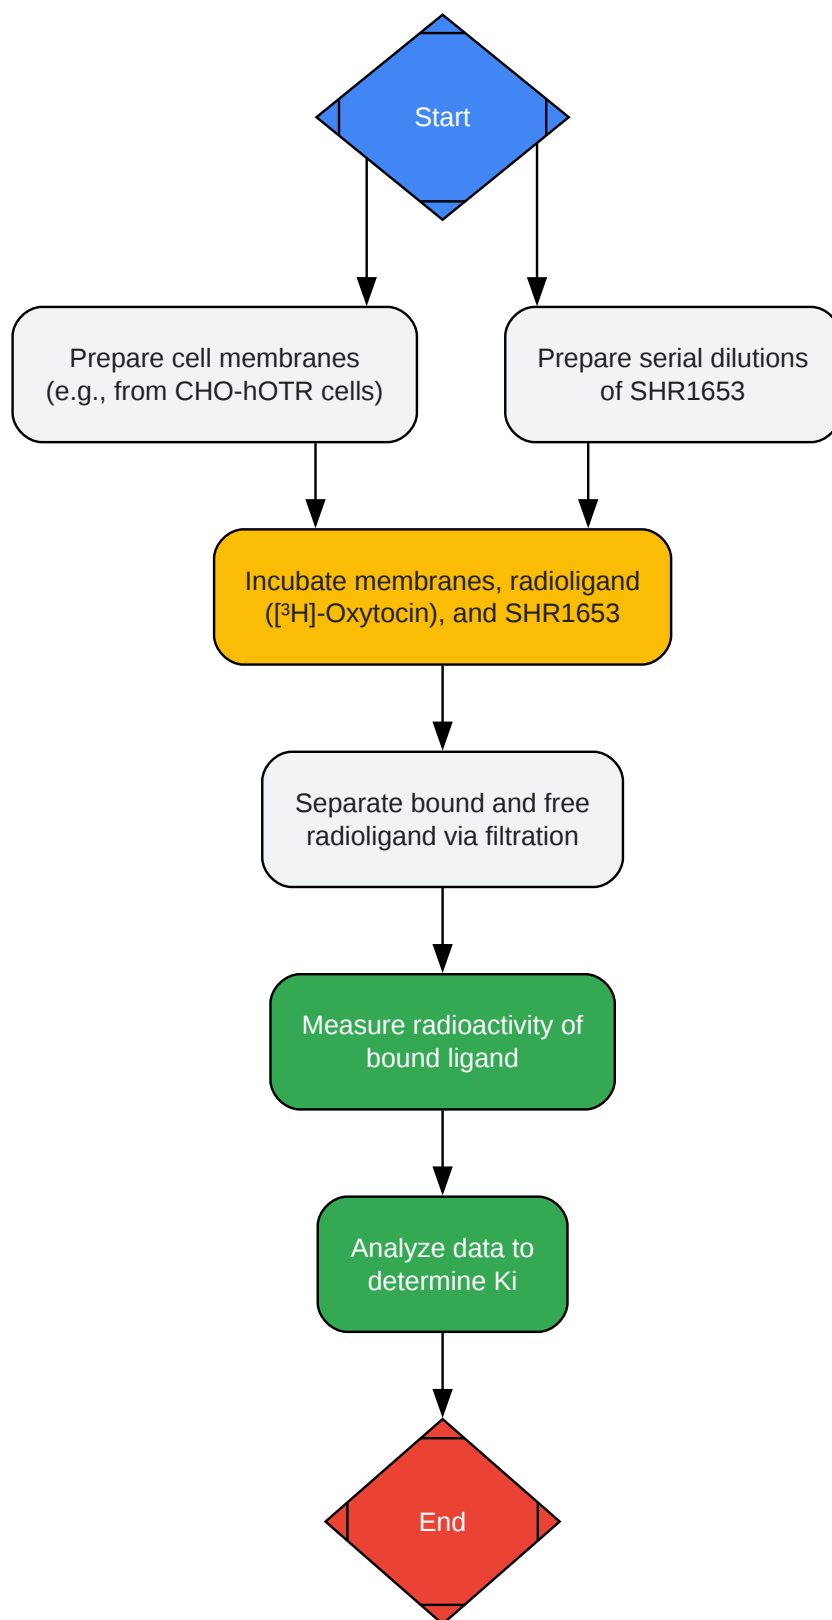 Start
Prepare cell membranes
(e.g., from CHO-hOTR cells)
Prepare serial dilutions
of SHR1653
Incubate membranes, radioligand
([³H]-Oxytocin), and SHR1653
Separate bound and free
radioligand via filtration
Measure radioactivity of
bound ligand
Analyze data to
determine Ki
End